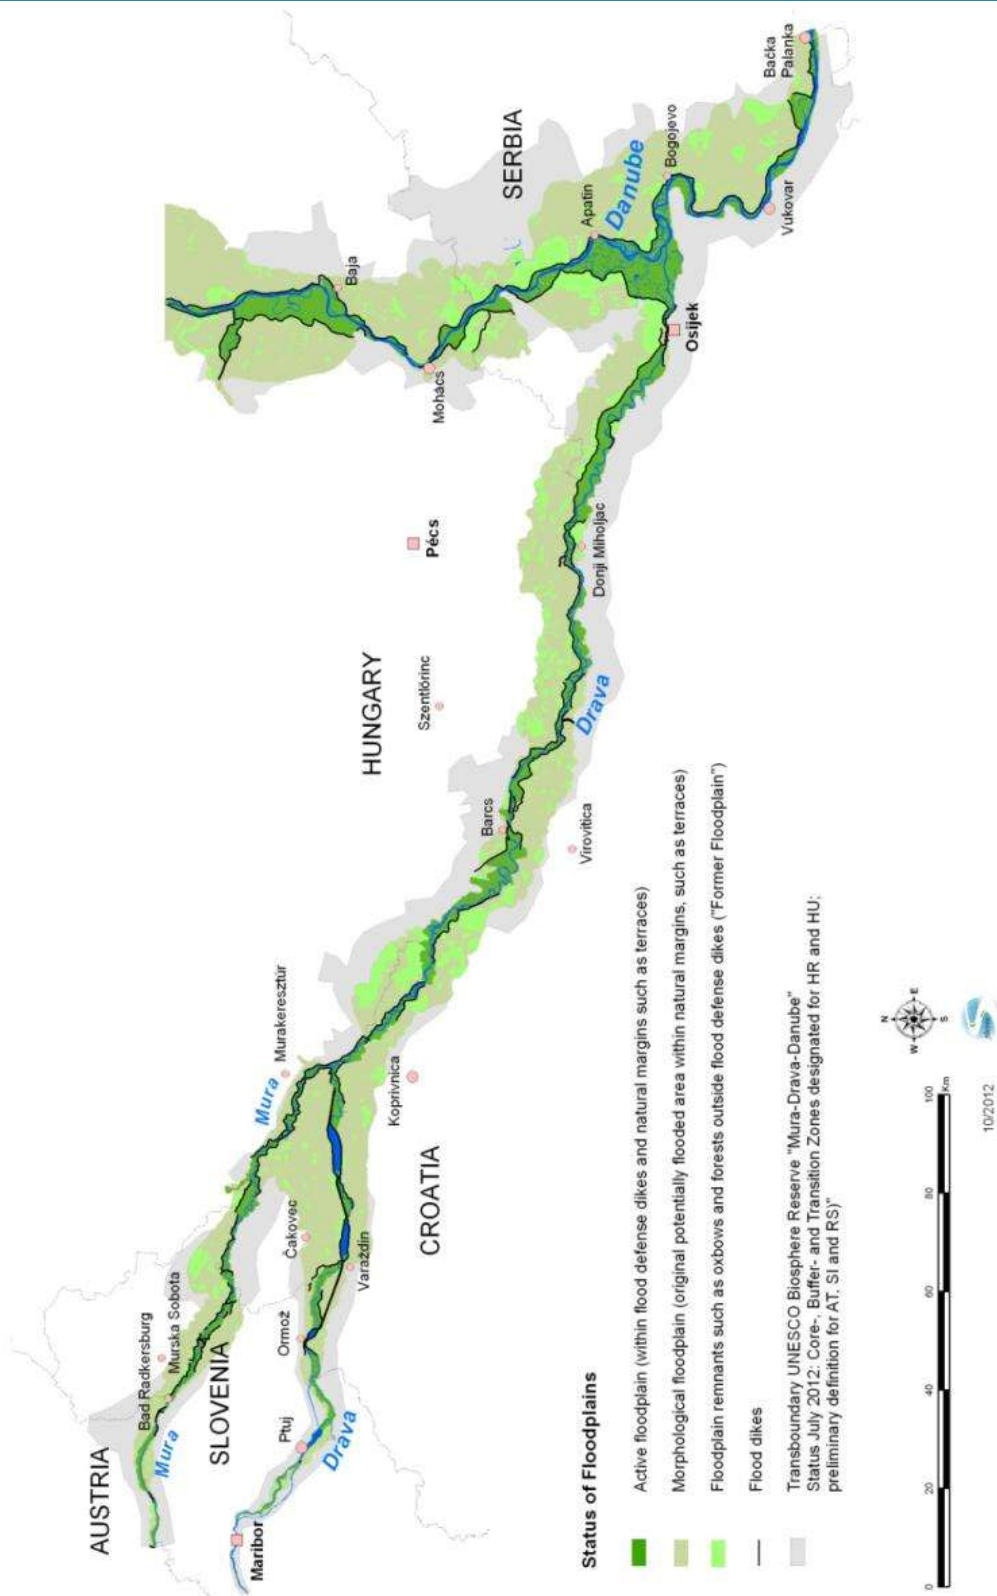 AUSTRIA
Bad Radkersburg
Mura
Murska Sobota
SLOVENIA
Maribor
Ptuj
Drava
Ormož
Čakovec
Varaždin
Mura
Murakeresztúr
Koprivnica
CROATIA
HUNGARY
Barcs
Virovitica
Szentlőrinc
Drava
Pécs
Donji Miholjac
Mohács
Baja
Osijek
SERBIA
Apatin
Danube
Bogojevo
Vukovar
Bačka
Palanka
Status of Floodplains
Active floodplain (within flood defense dikes and natural margins such as terraces)
Morphological floodplain (original potentially flooded area within natural margins, such as terraces)
Floodplain remnants such as oxbows and forests outside flood defense dikes ("Former Floodplain")
Flood dikes
Transboundary UNESCO Biosphere Reserve "Mura-Drava-Danube"
Status July 2012: Core-, Buffer- and Transition Zones designated for HR and HU:
preliminary definition for AT, SI and RS)"
N
W E
S
0 20 40 60 80 100
Km
10/2012